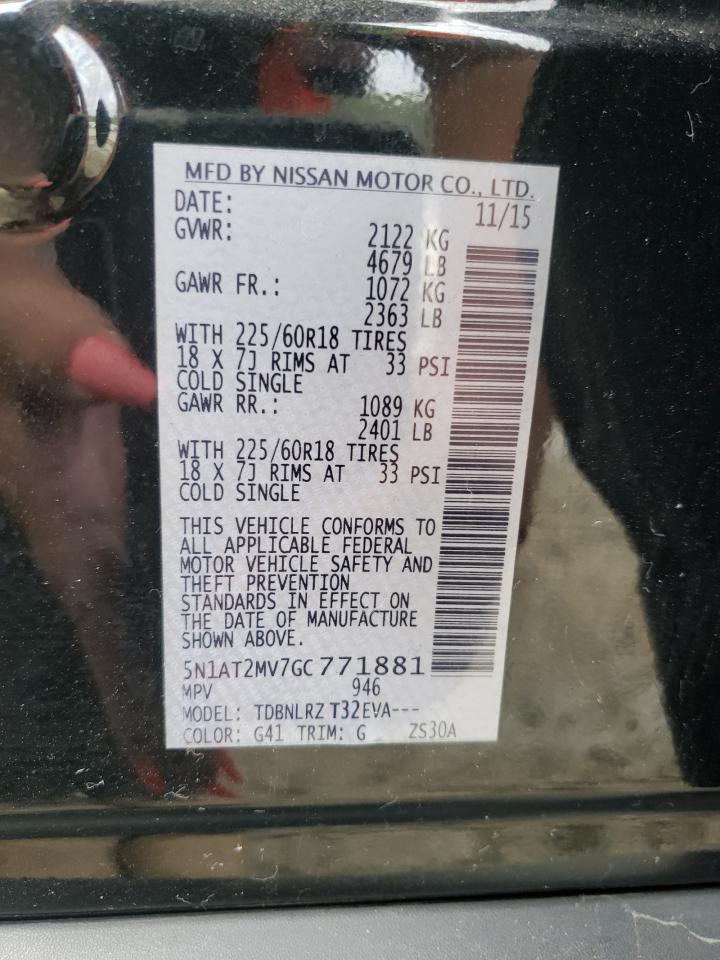 MFD BY NISSAN MOTOR CO., LTD.
DATE: 11/15
GVWR: 2122 KG
4679 LB
GAWR FR.: 1072 KG
2363 LB
WITH 225/60R18 TIRES
18 X 7J RIMS AT 33 PSI
COLD SINGLE
GAWR RR.: 1089 KG
2401 LB
WITH 225/60R18 TIRES
18 X 7J RIMS AT 33 PSI
COLD SINGLE
THIS VEHICLE CONFORMS TO
ALL APPLICABLE FEDERAL
MOTOR VEHICLE SAFETY AND
THEFT PREVENTION
STANDARDS IN EFFECT ON
THE DATE OF MANUFACTURE
SHOWN ABOVE.
5N1AT2MV7GC771881
MPV 946
MODEL: TDBNLRZ T32EVA---
COLOR: G41 TRIM: G ZS30A